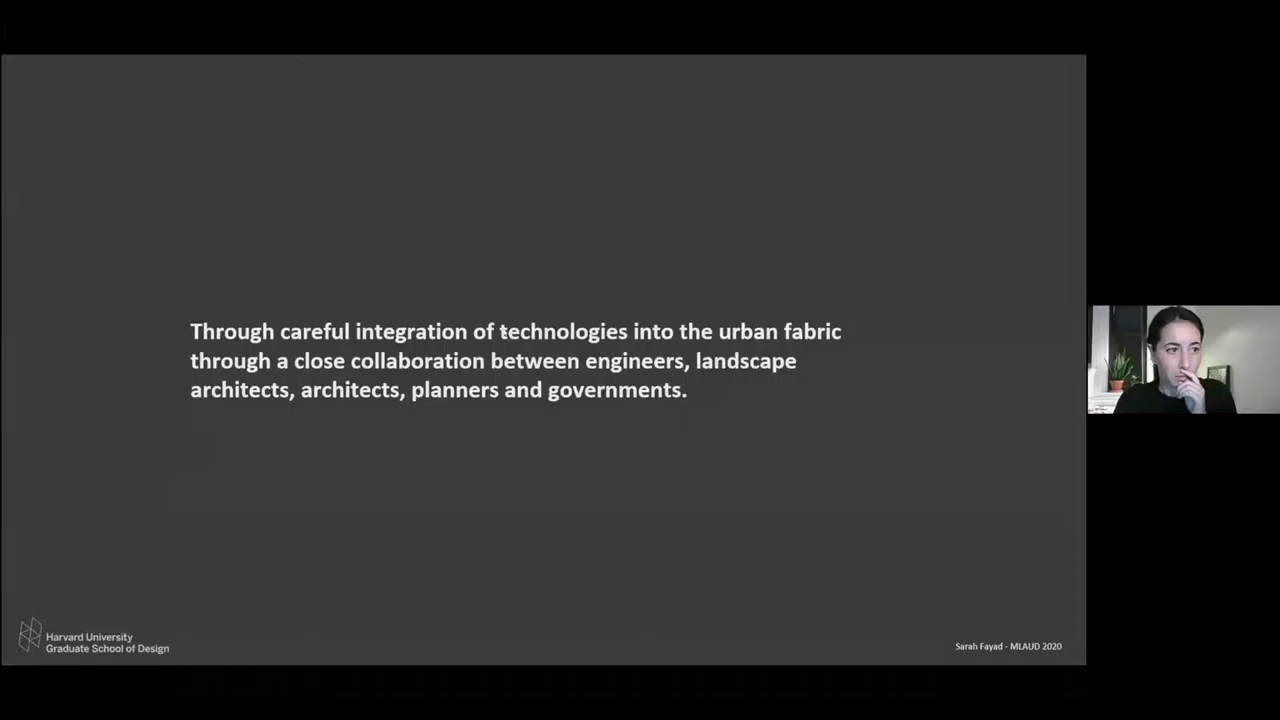 Through careful integration of technologies into the urban fabric
through a close collaboration between engineers, landscape
architects, architects, planners and governments.
Harvard University
Graduate School of Design
Sarah Fayad - MLAUD 2020